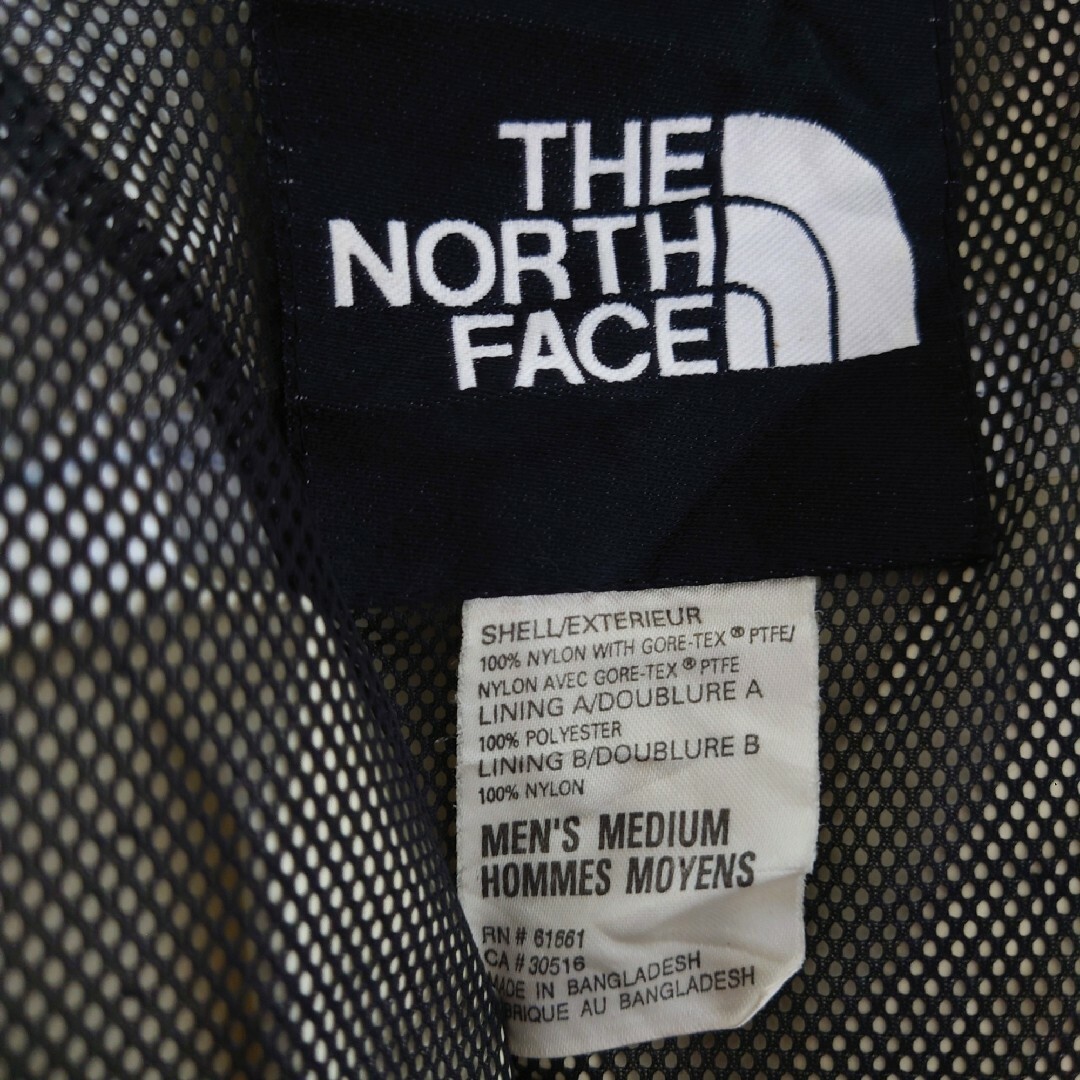 THE
NORTH
FACE
SHELL/EXTERIEUR
100% NYLON WITH GORE-TEX® PTFE/
NYLON AVEC GORE-TEX® PTFE
LINING A/DOUBLURE A
100% POLYESTER
LINING B/DOUBLURE B
100% NYLON
MEN'S MEDIUM
HOMMES MOYENS
RN # 61661
CA # 30516
MADE IN BANGLADESH
BRIQUE AU BANGLADESH